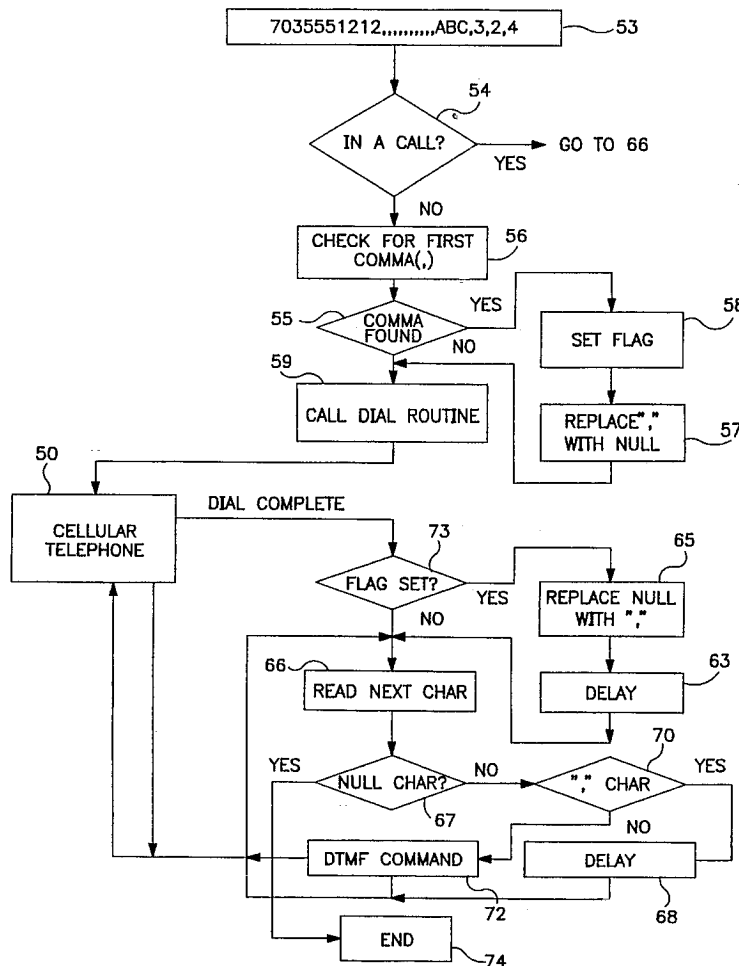 7035551212,,,,,,,,,,ABC,3,2,4
53
54
IN A CALL?
GO TO 66
YES
NO
CHECK FOR FIRST
COMMA(,)
56
55
COMMA
FOUND
YES
NO
58
SET FLAG
59
CALL DIAL ROUTINE
REPLACE","
WITH NULL
57
50
CELLULAR
TELEPHONE
DIAL COMPLETE
73
FLAG SET?
YES
NO
65
REPLACE NULL
WITH ","
66
READ NEXT CHAR
63
DELAY
YES
NULL CHAR?
NO
67
70
"," CHAR
YES
NO
DTMF COMMAND
72
DELAY
68
END
74